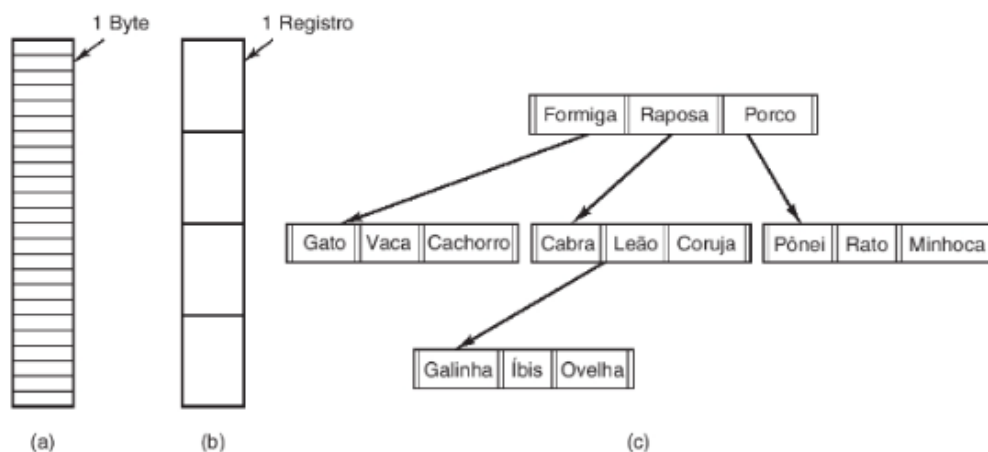 1 Byte
1 Registro
Formiga Raposa Porco
Gato Vaca Cachorro
Cabra Leão Coruja
Pônei Rato Minhoca
Galinha Íbis Ovelha
(a) (b) (c)